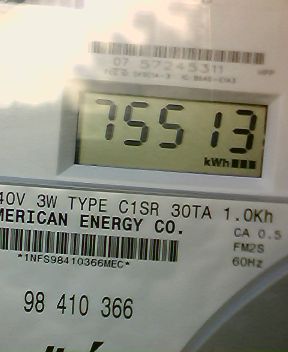 07 57245311
75513
kWh
40V 3W TYPE C1SR 30TA 1.0Kh
MERICAN ENERGY CO.
CA 0.5
FM2S
*1NFS98410366MEC*
60Hz
98 410 366